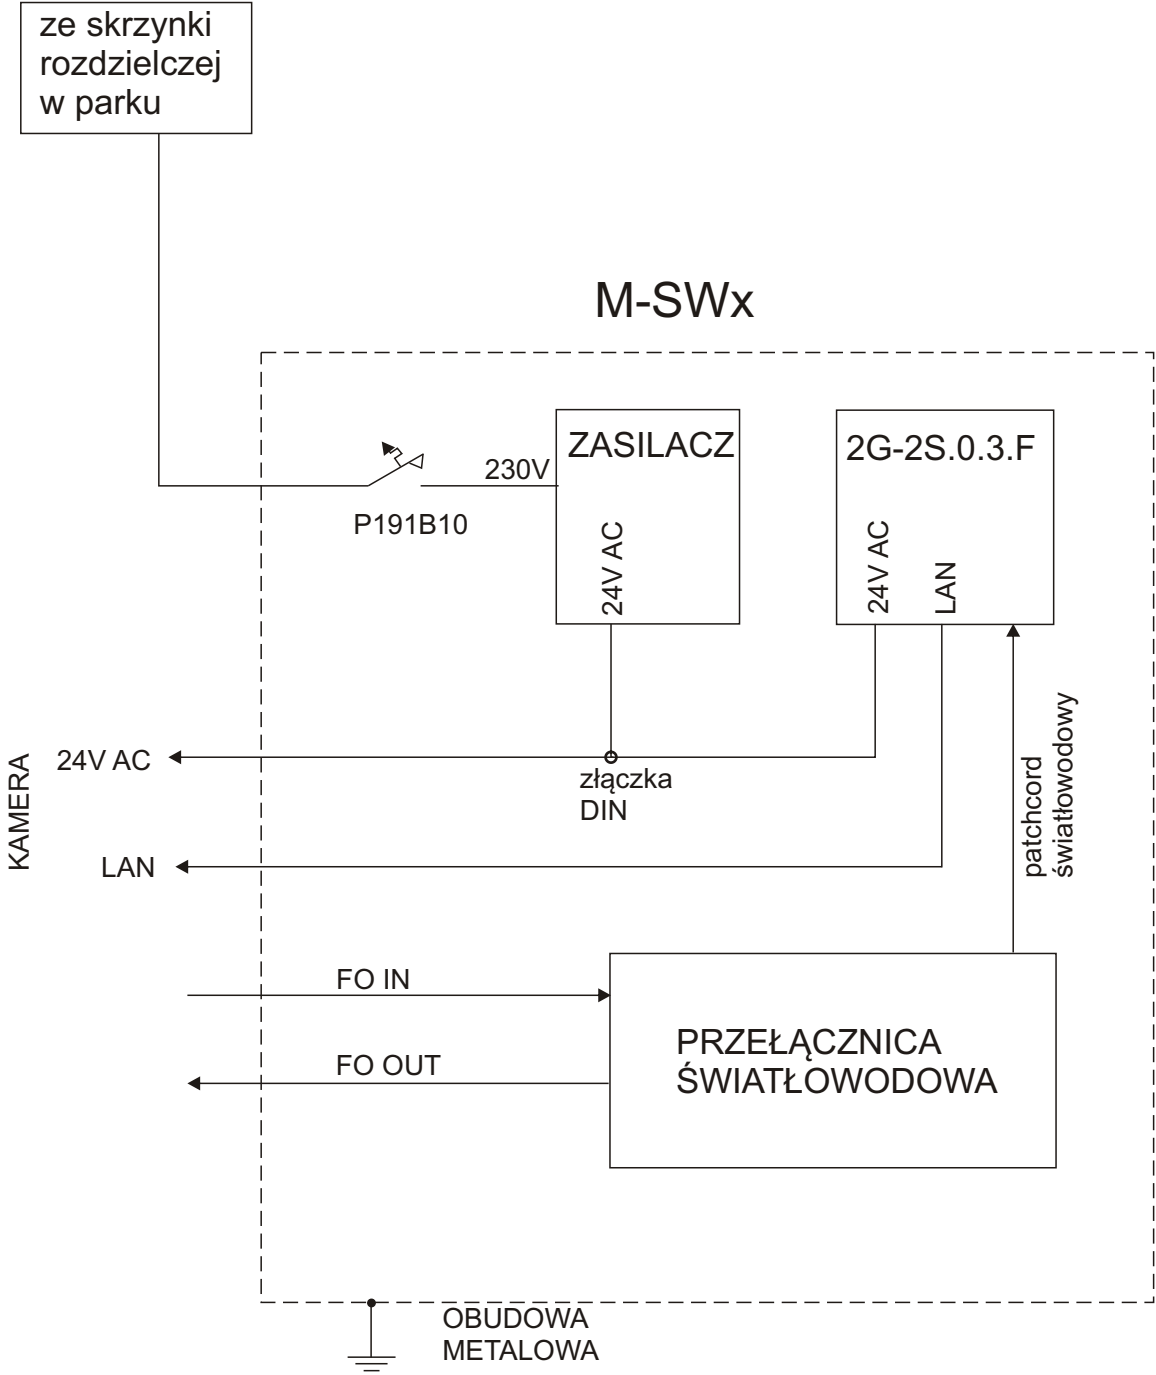 ze skrzynki
rozdzielczej
w parku
M-SWx
ZASILACZ
2G-2S.0.3.F
230V
P191B10
24V AC
24V AC
LAN
KAMERA
24V AC
złączka
DIN
LAN
patchcord
światłowodowy
FO IN
FO OUT
PRZEŁĄCZNICA
ŚWIATŁOWODOWA
OBUDOWA
METALOWA